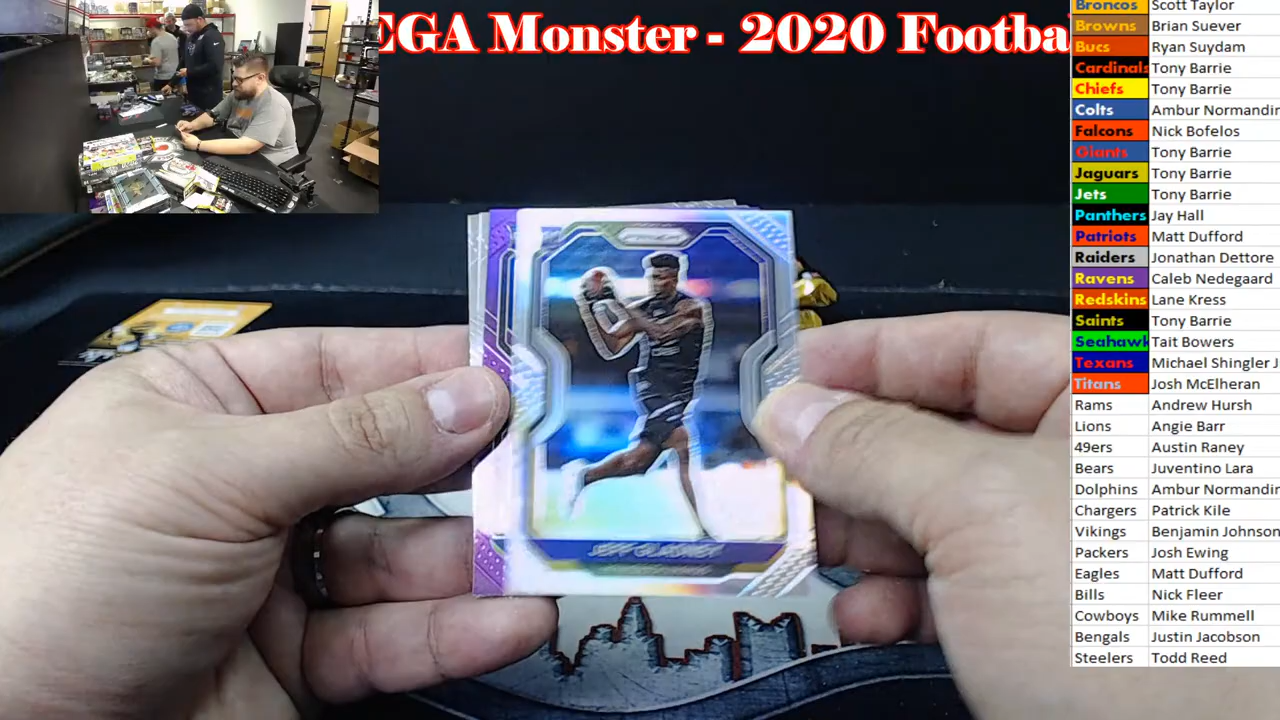 EGA Monster - 2020 Footba
Broncos Scott Taylor
Browns Brian Suever
Bucs Ryan Suydam
Cardinals Tony Barrie
Chiefs Tony Barrie
Colts Ambur Normandin
Falcons Nick Bofelos
Giants Tony Barrie
Jaguars Tony Barrie
Jets Tony Barrie
Panthers Jay Hall
Patriots Matt Dufford
Raiders Jonathan Dettore
Ravens Caleb Nedegaard
Redskins Lane Kress
Saints Tony Barrie
Seahawk Tait Bowers
Texans Michael Shingler J
Titans Josh McElheran
Rams Andrew Hursh
Lions Angie Barr
49ers Austin Raney
Bears Juventino Lara
Dolphins Ambur Normandin
Chargers Patrick Kile
Vikings Benjamin Johnson
Packers Josh Ewing
Eagles Matt Dufford
Bills Nick Fleer
Cowboys Mike Rummell
Bengals Justin Jacobson
Steelers Todd Reed
JEFF GLADNEY